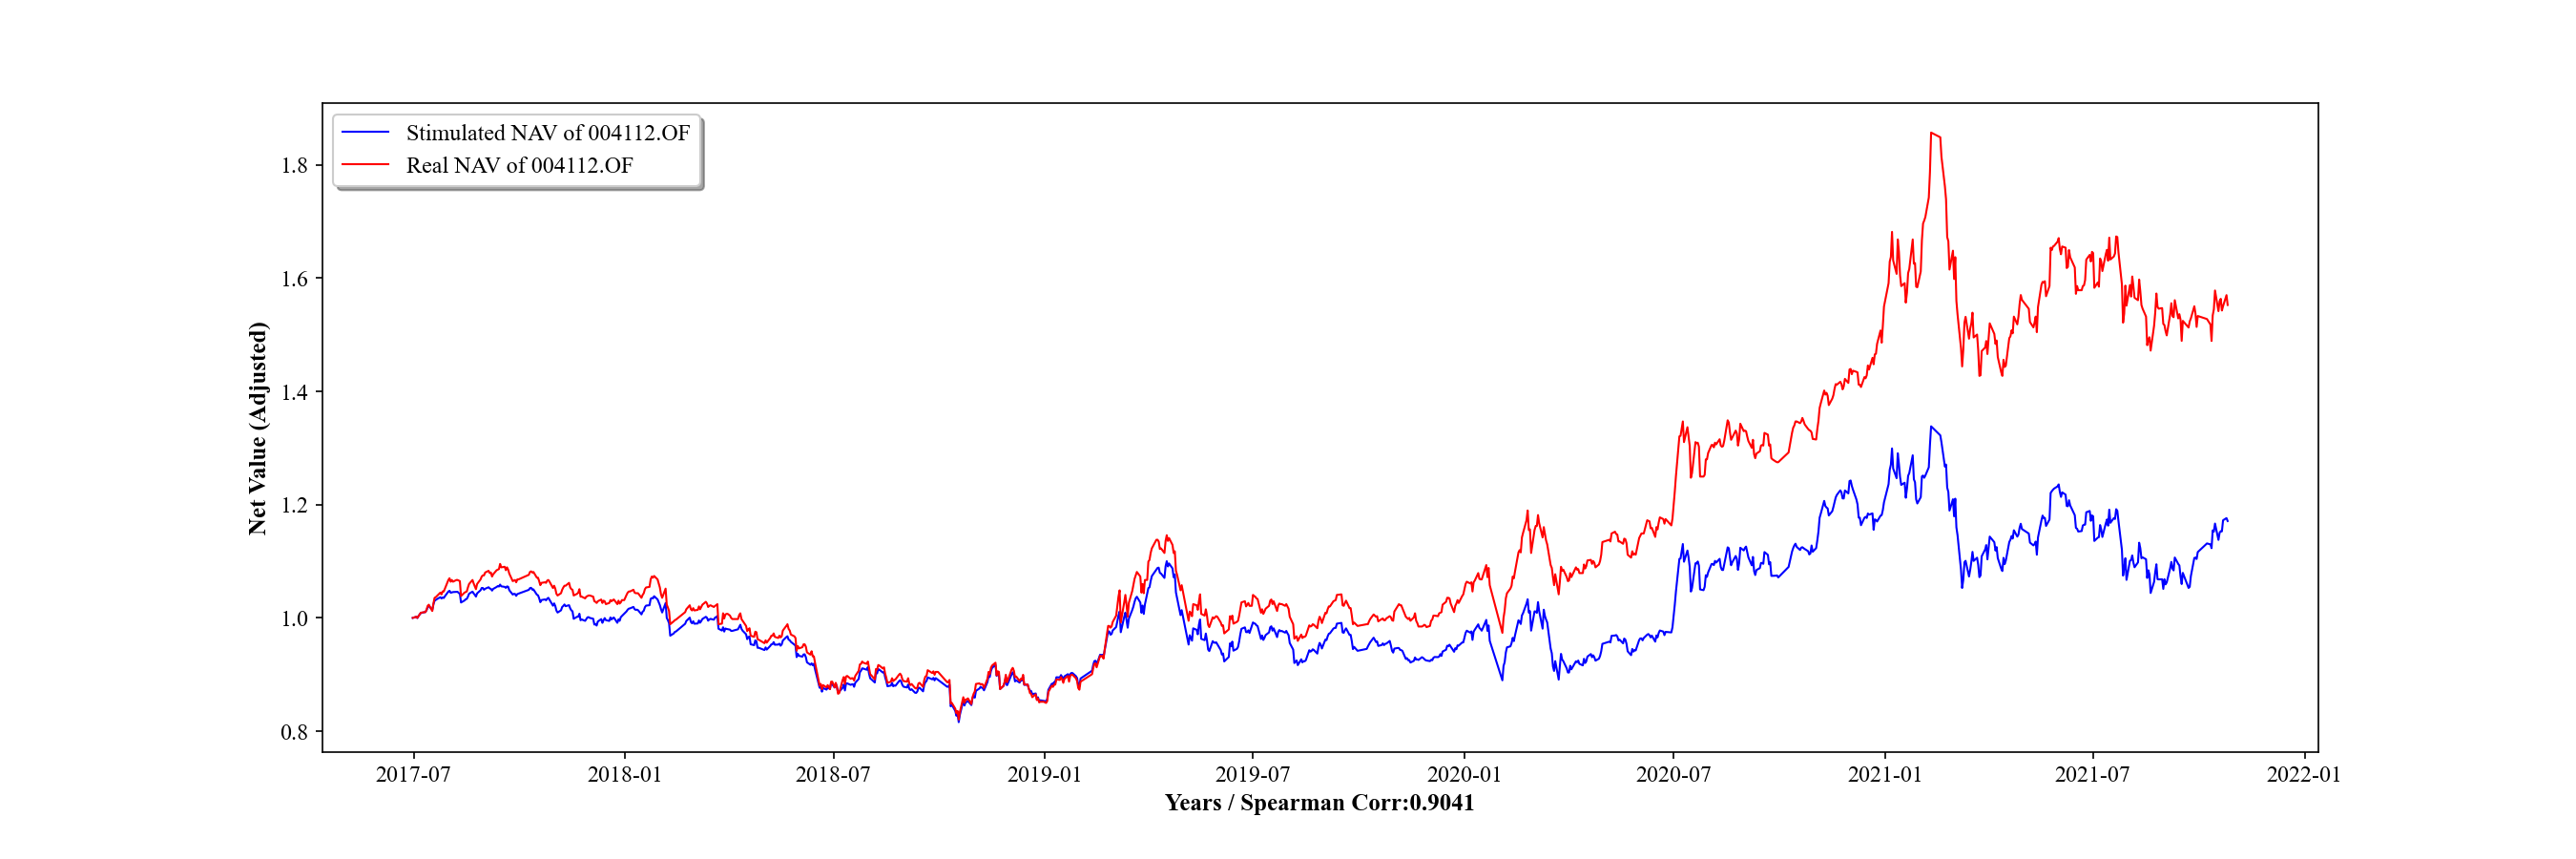 Stimulated NAV of 004112.OF
Real NAV of 004112.OF
Net Value (Adjusted)
1.8
1.6
1.4
1.2
1.0
0.8
2017-07 2018-01 2018-07 2019-01 2019-07 2020-01 2020-07 2021-01 2021-07 2022-01
Years / Spearman Corr:0.9041